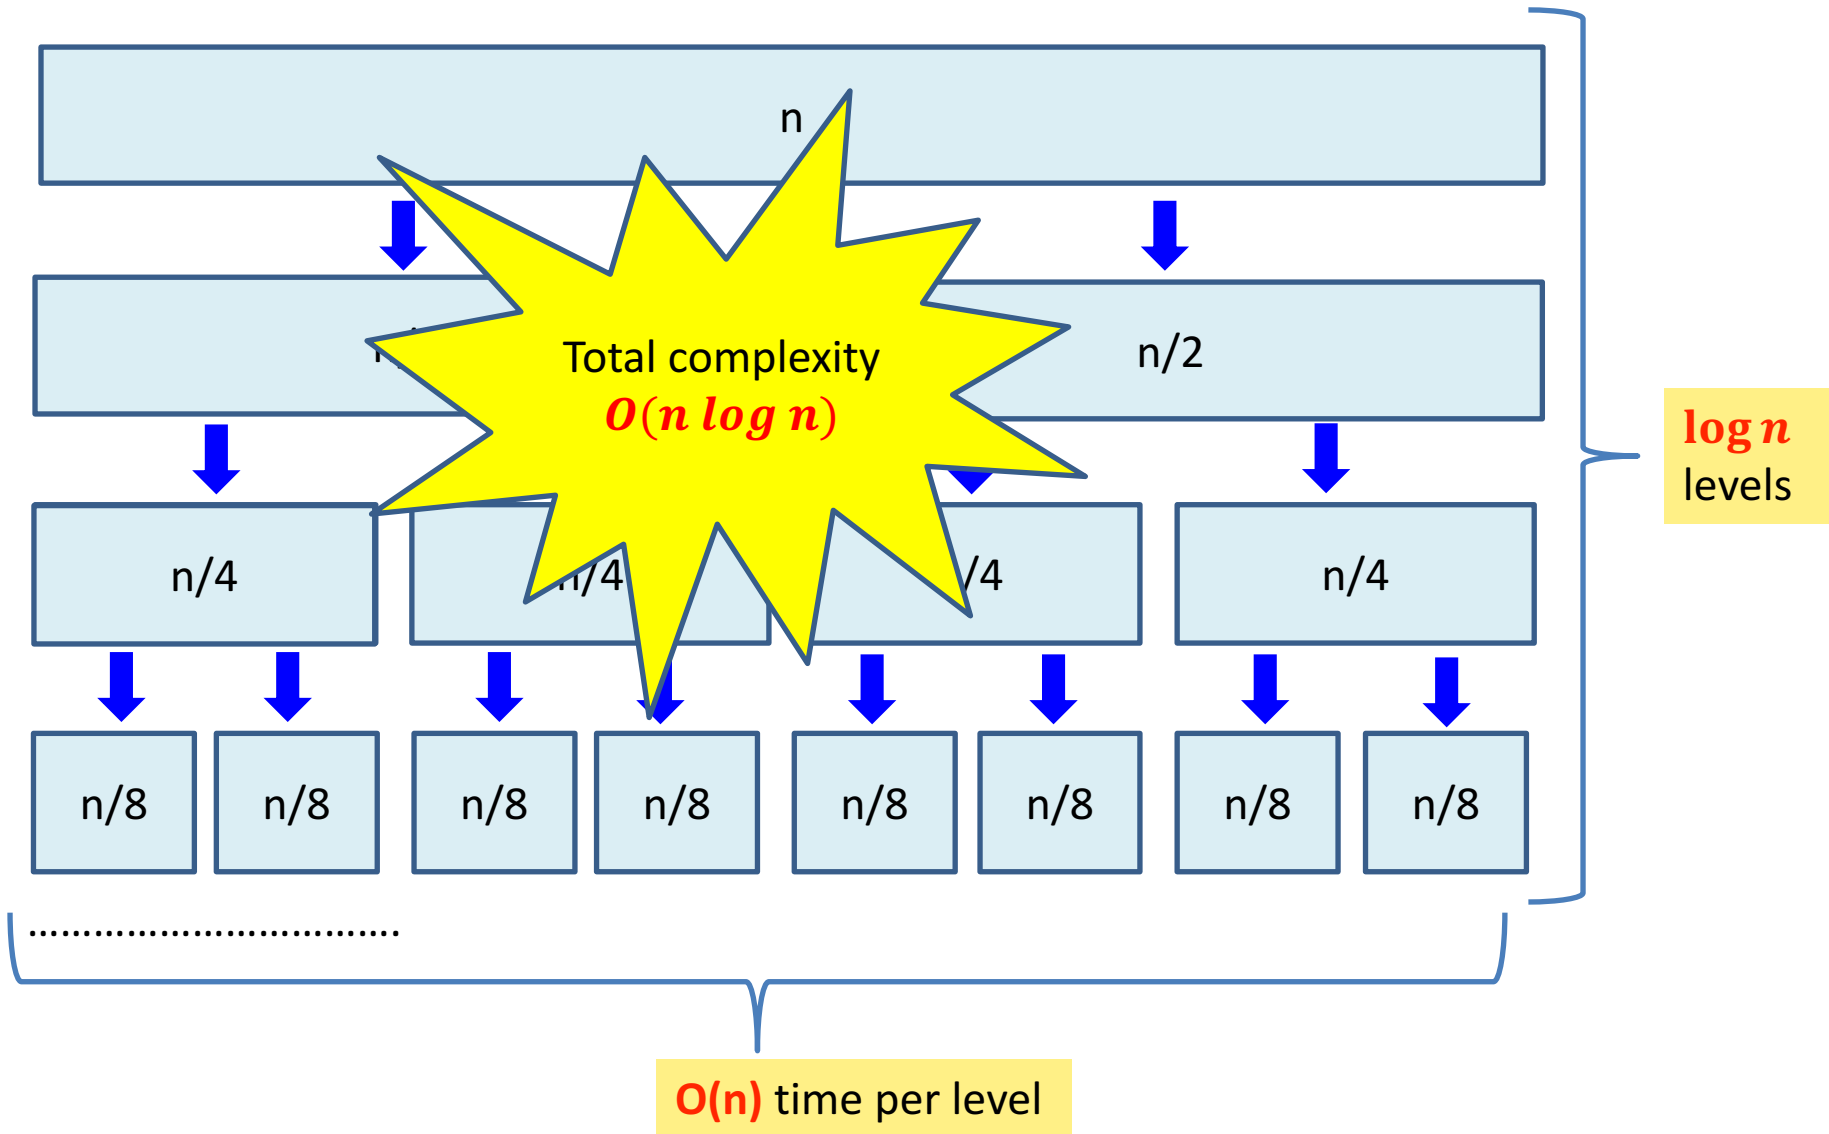 n
n/2
Total complexity
O(n log n)
log n
levels
n/4
n/4
/4
n/4
n/8
n/8
n/8
n/8
n/8
n/8
n/8
n/8
.................................
O(n) time per level